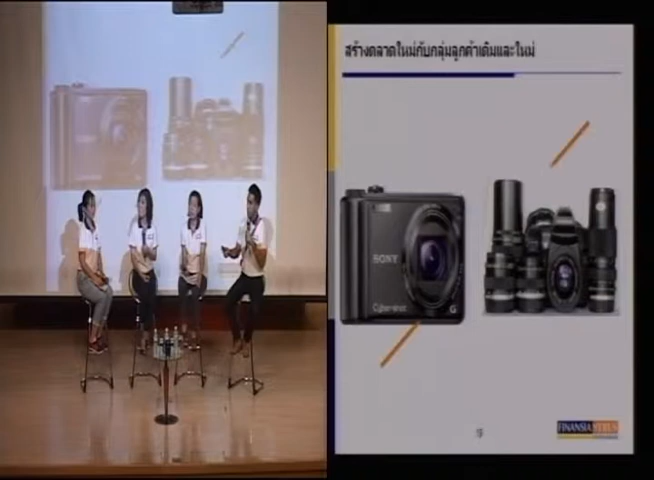 สร้างตลาดใหม่กับกลุ่มลูกค้าเดิมและใหม่
SONY
Cyber-shot
G
FINANSIA SYRUS